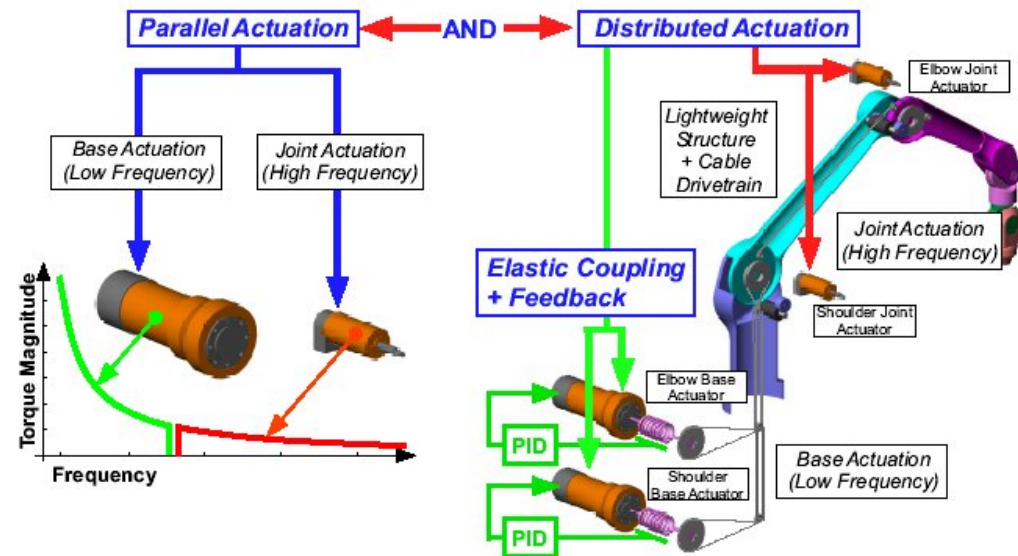 Parallel Actuation
AND
Distributed Actuation
Base Actuation
(Low Frequency)
Joint Actuation
(High Frequency)
Torque Magnitude
Frequency
Elbow Joint
Actuator
Lightweight
Structure
+ Cable
Drivetrain
Joint Actuation
(High Frequency)
Shoulder Joint
Actuator
Elastic Coupling
+ Feedback
Elbow Base
Actuator
PID
Shoulder
Base Actuator
PID
Base Actuation
(Low Frequency)